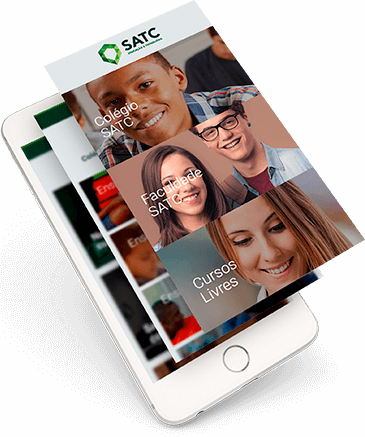 SATC
Colégio
SATC
Faculdade
SATC
Cursos
Livres